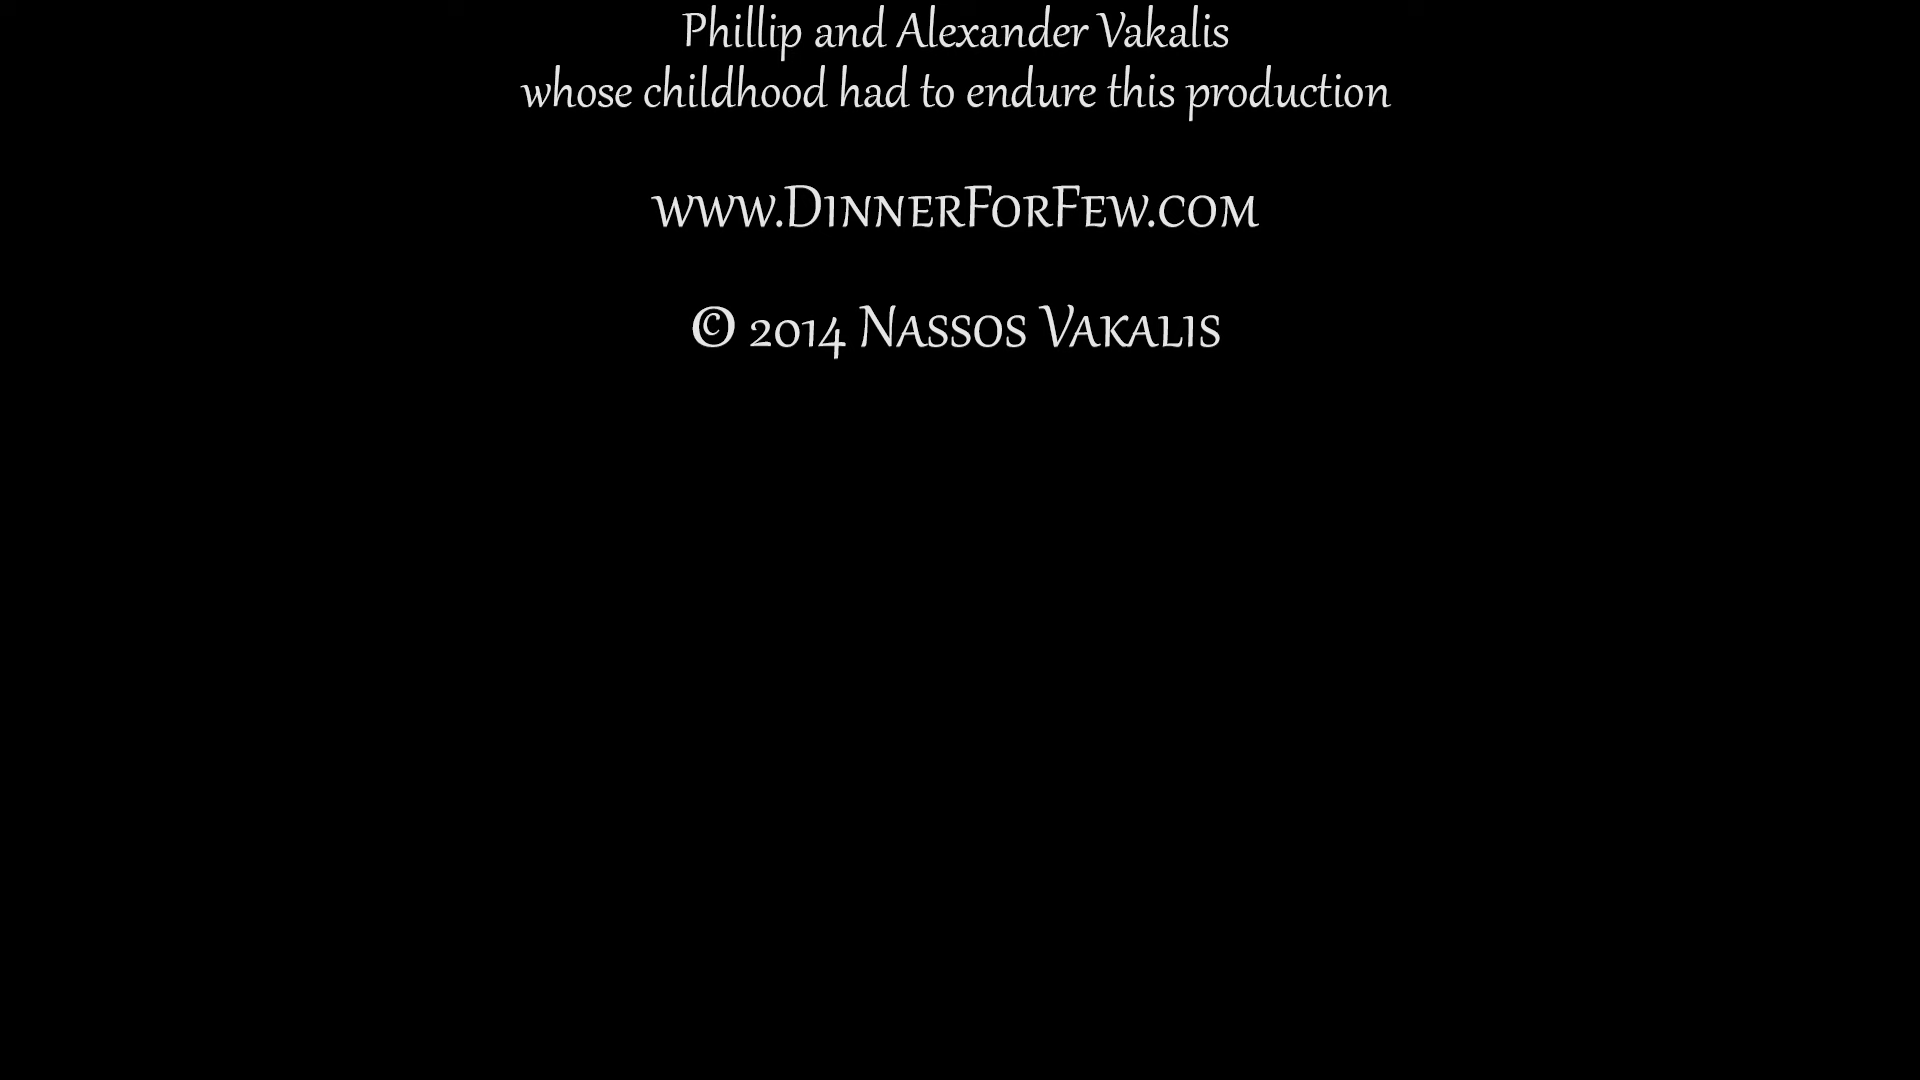 Phillip and Alexander Vakalis
whose childhood had to endure this production
www.DinnerForFew.com
© 2014 Nassos Vakalis